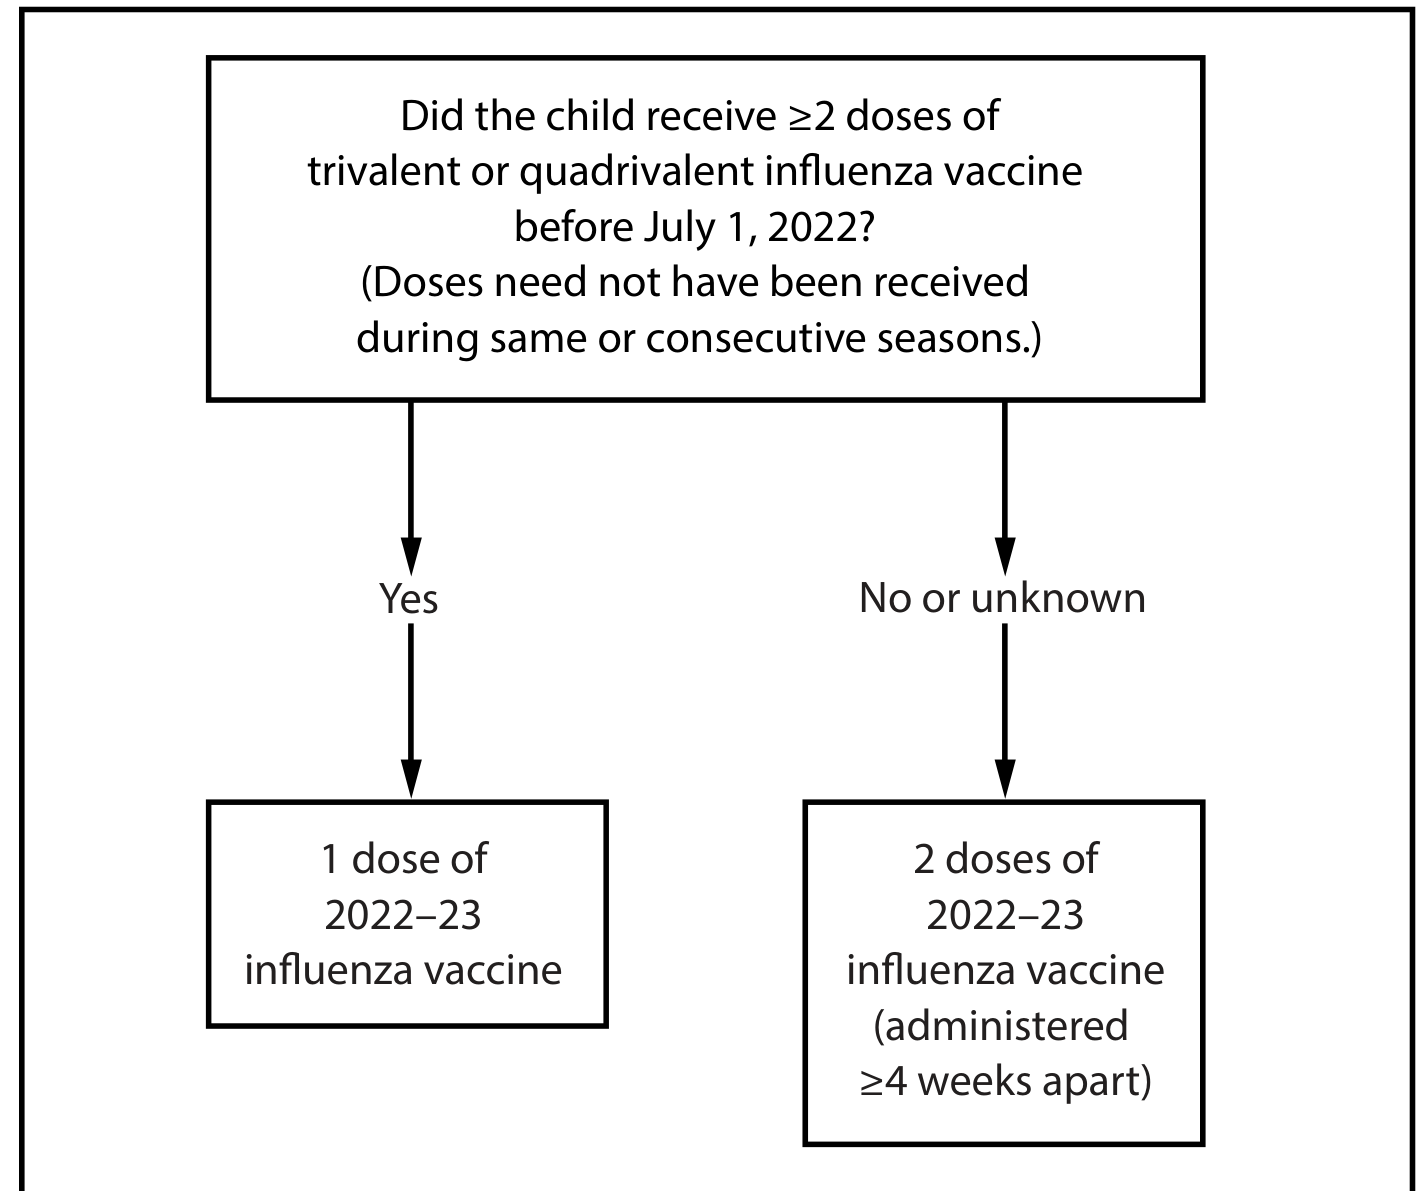 Did the child receive ≥2 doses of
trivalent or quadrivalent influenza vaccine
before July 1, 2022?
(Doses need not have been received
during same or consecutive seasons.)
Yes
No or unknown
1 dose of
2022–23
influenza vaccine
2 doses of
2022–23
influenza vaccine
(administered
≥4 weeks apart)